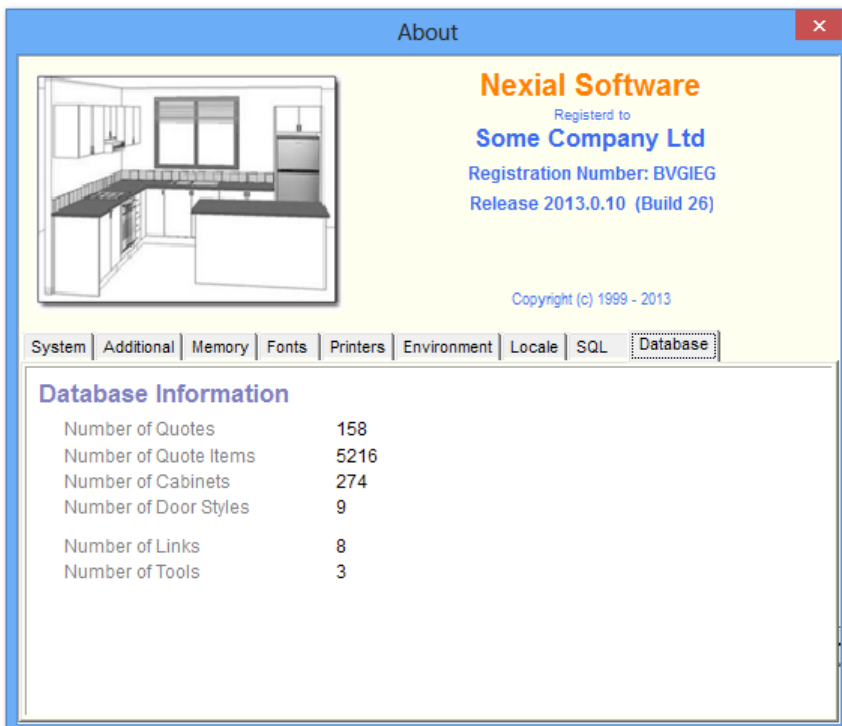 About
Nexial Software
Registerd to
Some Company Ltd
Registration Number: BVGIEG
Release 2013.0.10 (Build 26)
Copyright (c) 1999 - 2013
System Additional Memory Fonts Printers Environment Locale SQL Database
Database Information
Number of Quotes 158
Number of Quote Items 5216
Number of Cabinets 274
Number of Door Styles 9
Number of Links 8
Number of Tools 3